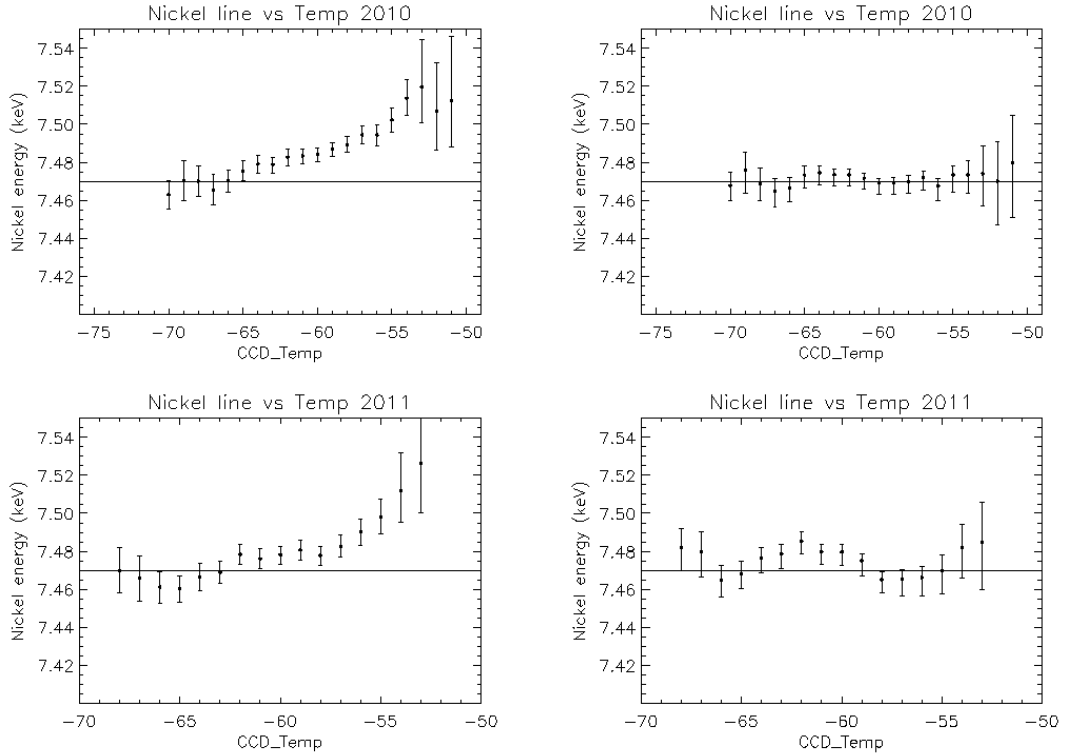 Nickel line vs Temp 2010
Nickel energy (keV)
7.54
7.52
7.50
7.48
7.46
7.44
7.42
−75 −70 −65 −60 −55 −50
CCD_Temp
Nickel line vs Temp 2010
Nickel energy (keV)
7.54
7.52
7.50
7.48
7.46
7.44
7.42
−75 −70 −65 −60 −55 −50
CCD_Temp
Nickel line vs Temp 2011
Nickel energy (keV)
7.54
7.52
7.50
7.48
7.46
7.44
7.42
−70 −65 −60 −55 −50
CCD_Temp
Nickel line vs Temp 2011
Nickel energy (keV)
7.54
7.52
7.50
7.48
7.46
7.44
7.42
−70 −65 −60 −55 −50
CCD_Temp